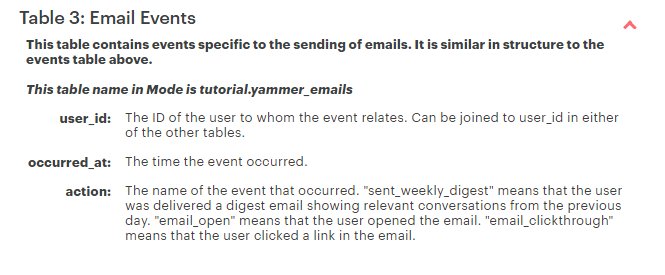 Table 3: Email Events
This table contains events specific to the sending of emails. It is similar in structure to the
events table above.
This table name in Mode is tutorial.yammer_emails
user_id: The ID of the user to whom the event relates. Can be joined to user_id in either
of the other tables.
occurred_at: The time the event occurred.
action: The name of the event that occurred. "sent_weekly_digest" means that the user
was delivered a digest email showing relevant conversations from the previous
day. "email_open" means that the user opened the email. "email_clickthrough"
means that the user clicked a link in the email.